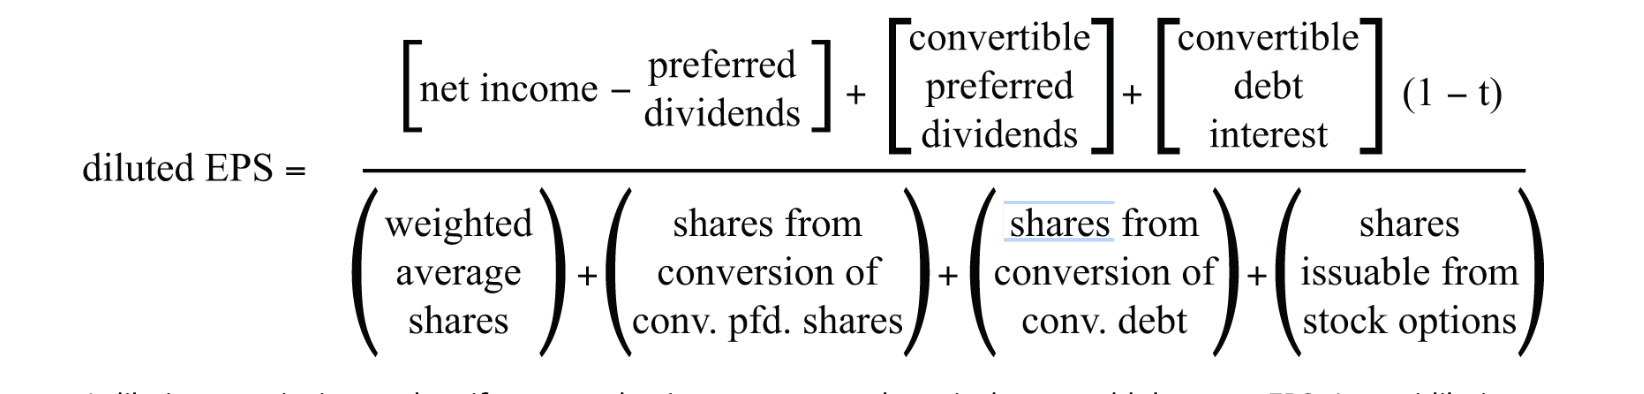 diluted EPS =
[net income − preferred dividends] + [convertible preferred dividends] + [convertible debt interest] (1 − t)
(weighted average shares) + (shares from conversion of conv. pfd. shares) + (shares from conversion of conv. debt) + (shares issuable from stock options)